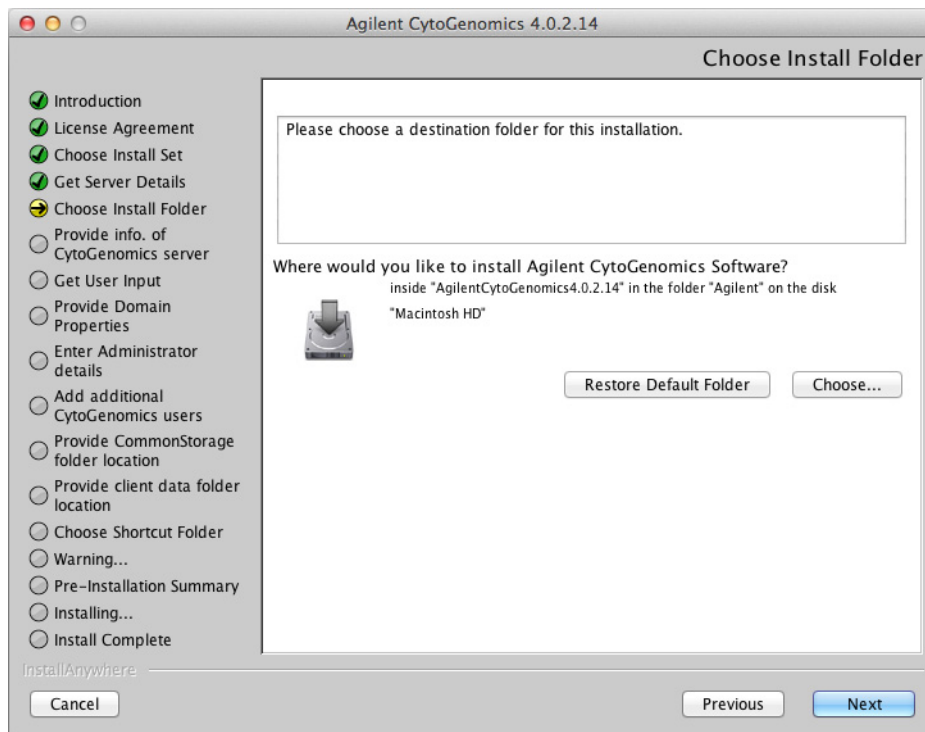 Agilent CytoGenomics 4.0.2.14
Choose Install Folder
Introduction
License Agreement
Choose Install Set
Get Server Details
Choose Install Folder
Provide info. of
CytoGenomics server
Get User Input
Provide Domain
Properties
Enter Administrator
details
Add additional
CytoGenomics users
Provide CommonStorage
folder location
Provide client data folder
location
Choose Shortcut Folder
Warning...
Pre-Installation Summary
Installing...
Install Complete
Please choose a destination folder for this installation.
Where would you like to install Agilent CytoGenomics Software?
inside "AgilentCytoGenomics4.0.2.14" in the folder "Agilent" on the disk
"Macintosh HD"
Restore Default Folder
Choose...
InstallAnywhere
Cancel
Previous
Next